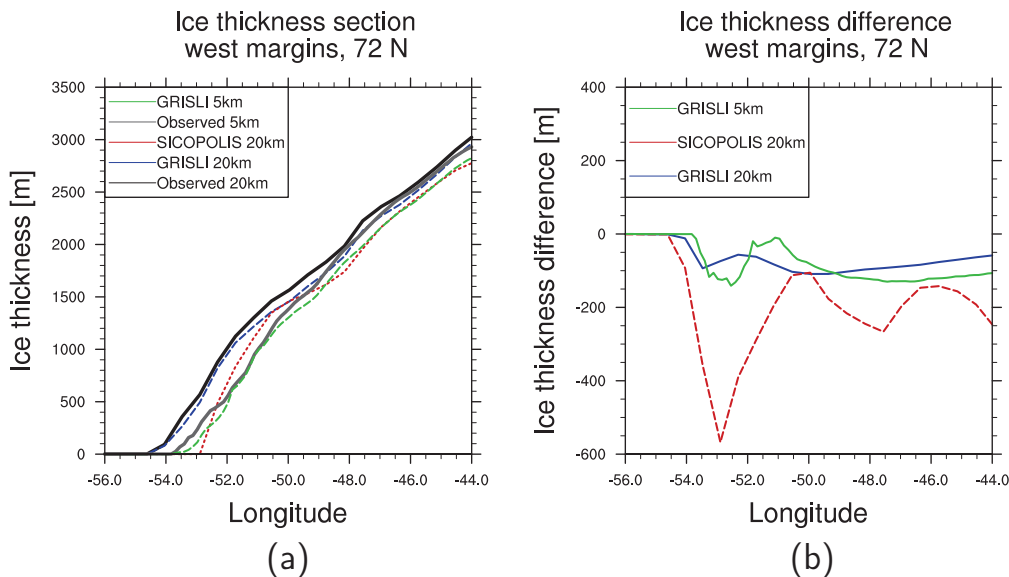 Ice thickness section
west margins, 72 N
Ice thickness [m]
3500
3000
2500
2000
1500
1000
500
0
GRISLI 5km
Observed 5km
SICOPOLIS 20km
GRISLI 20km
Observed 20km
-56.0 -54.0 -52.0 -50.0 -48.0 -46.0 -44.0
Longitude
(a)
Ice thickness difference
west margins, 72 N
Ice thickness difference [m]
400
200
0
-200
-400
-600
GRISLI 5km
SICOPOLIS 20km
GRISLI 20km
-56.0 -54.0 -52.0 -50.0 -48.0 -46.0 -44.0
Longitude
(b)